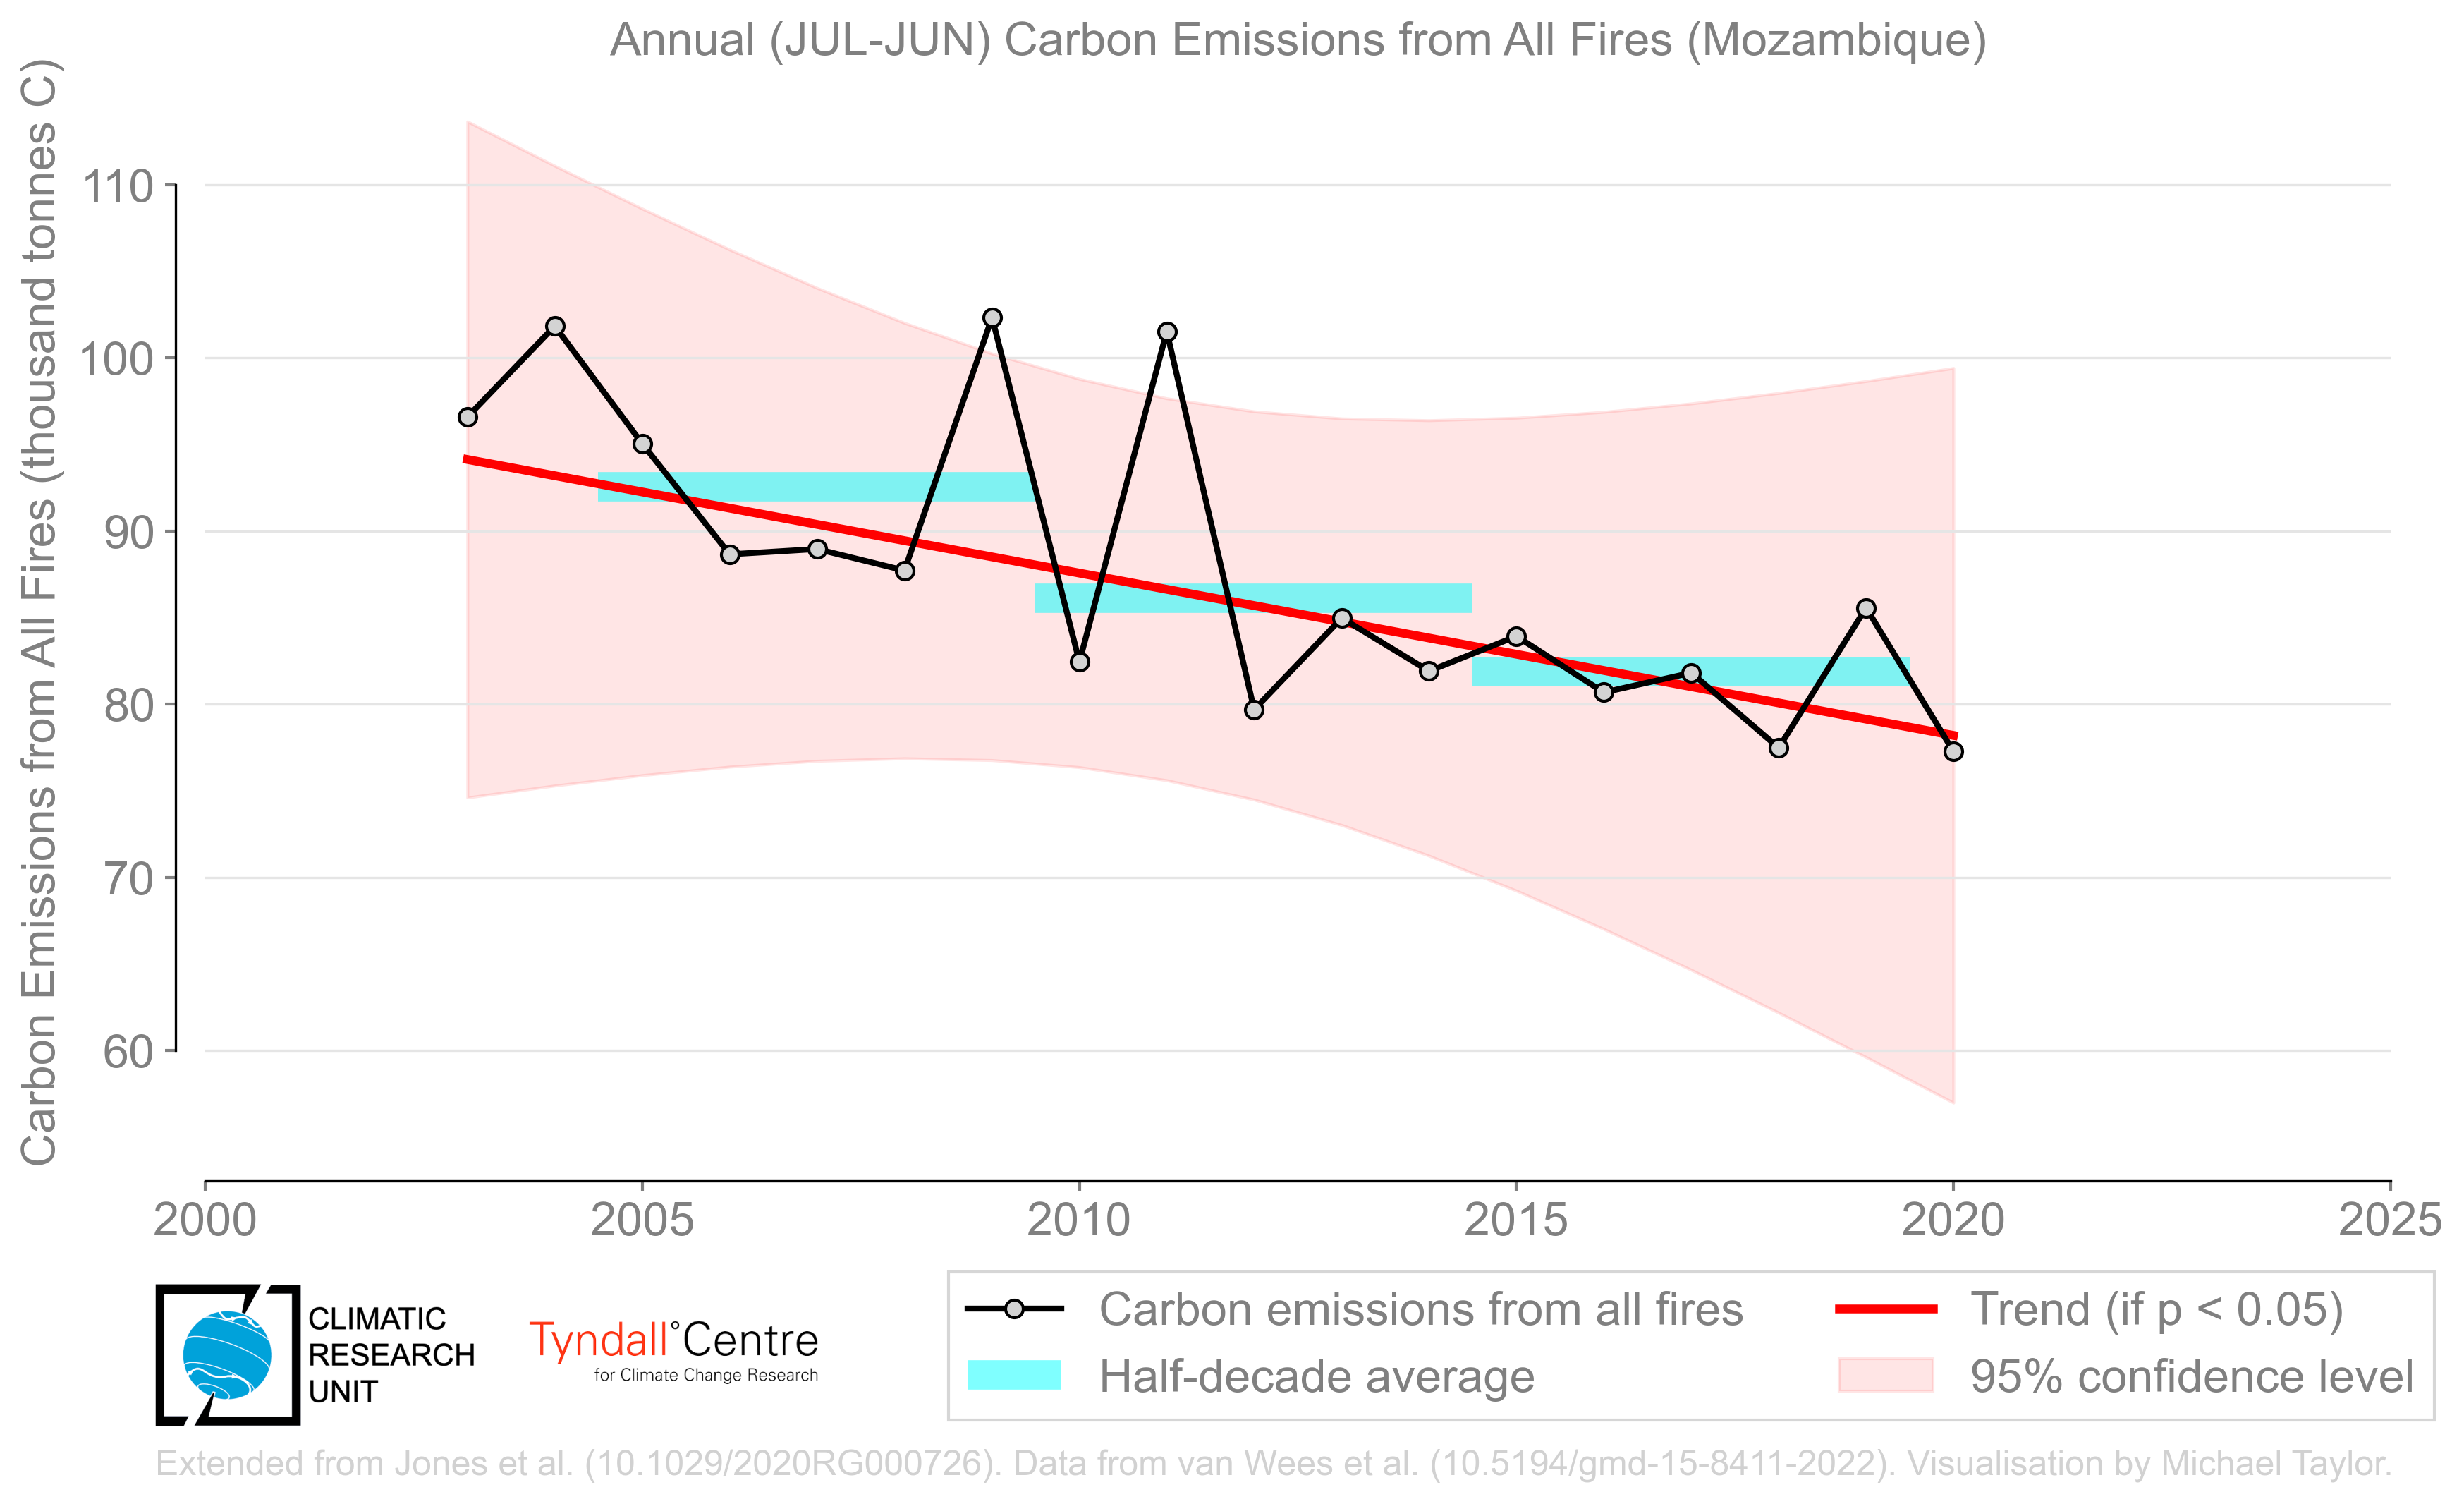 Annual (JUL-JUN) Carbon Emissions from All Fires (Mozambique)
Carbon Emissions from All Fires (thousand tonnes C)
110
100
90
80
70
60
2000
2005
2010
2015
2020
2025
CLIMATIC
RESEARCH
UNIT
Tyndall°Centre
for Climate Change Research
Carbon emissions from all fires
Half-decade average
Trend (if p < 0.05)
95% confidence level
Extended from Jones et al. (10.1029/2020RG000726). Data from van Wees et al. (10.5194/gmd-15-8411-2022). Visualisation by Michael Taylor.